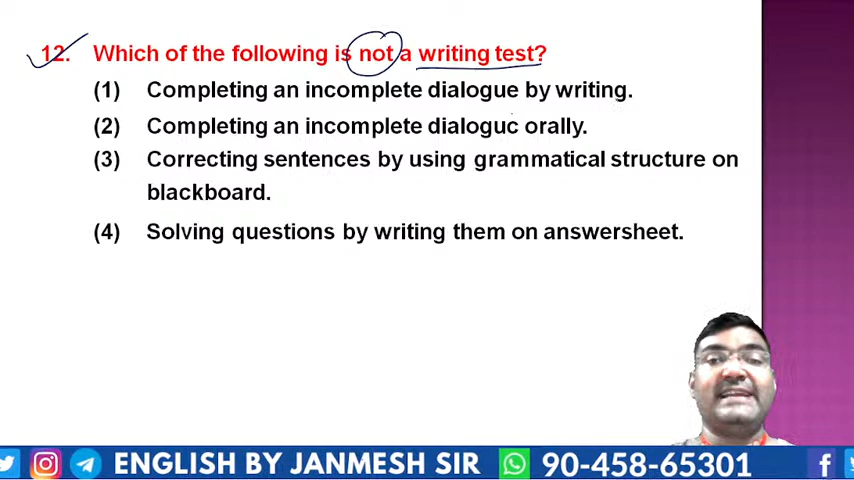 12. Which of the following is not a writing test?
(1) Completing an incomplete dialogue by writing.
(2) Completing an incomplete dialoguc orally.
(3) Correcting sentences by using grammatical structure on
blackboard.
(4) Solving questions by writing them on answersheet.
ENGLISH BY JANMESH SIR 90-458-65301